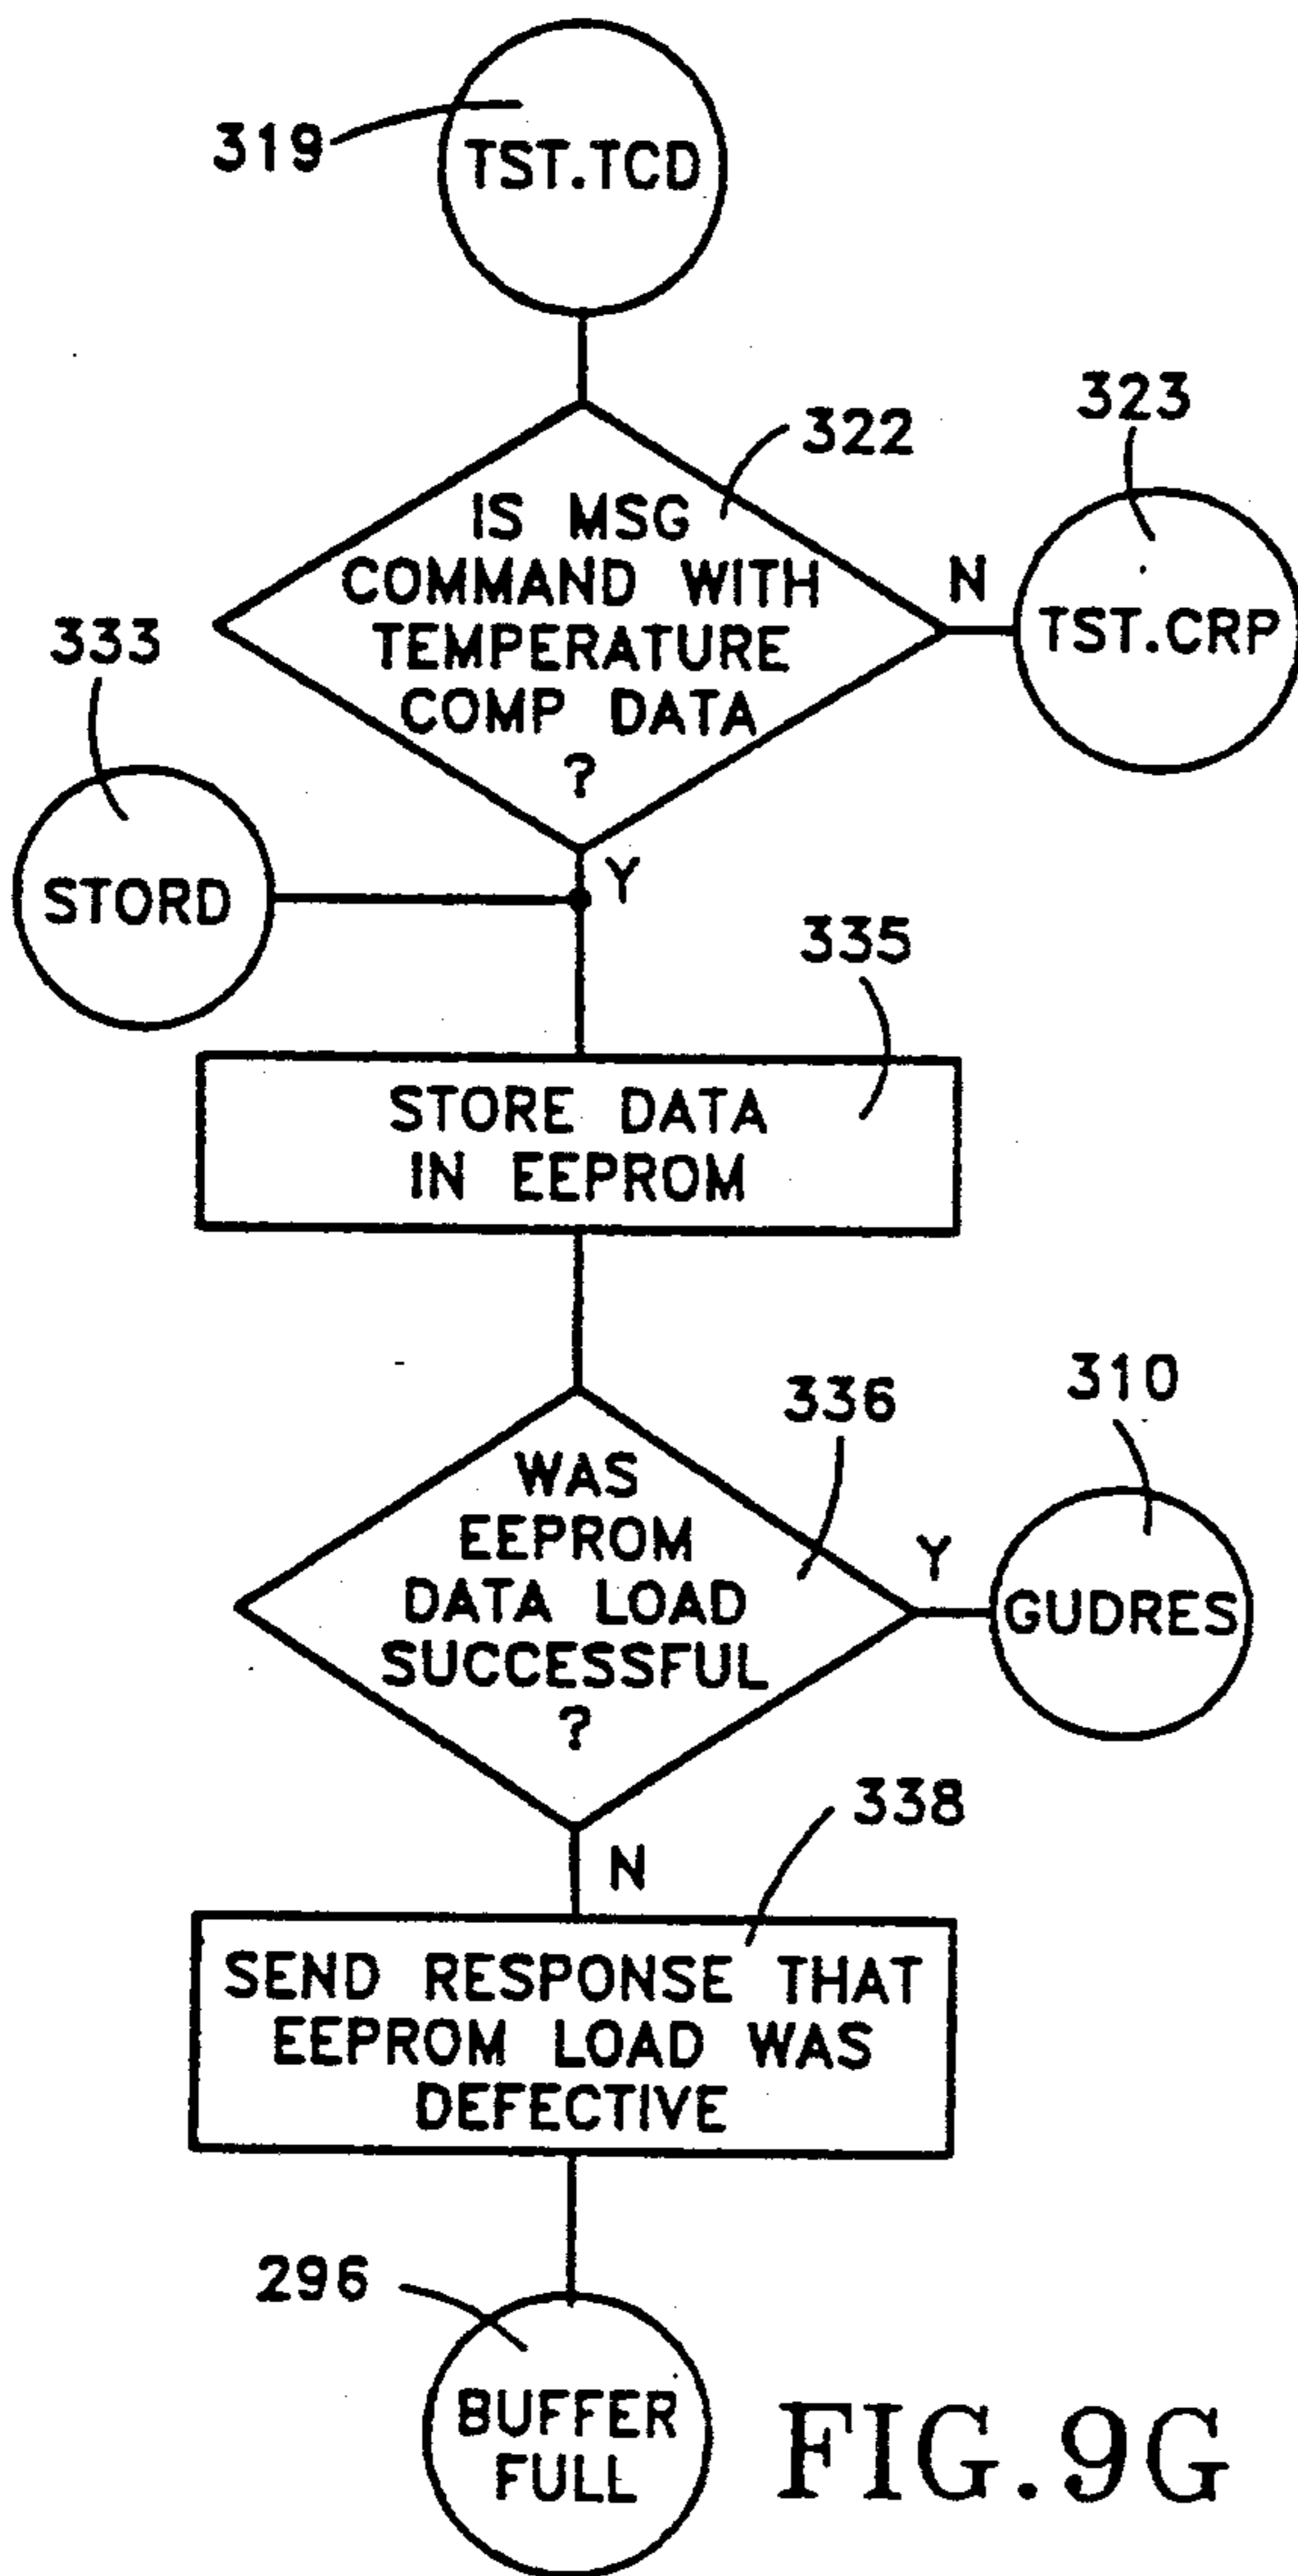 319
TST.TCD
322
323
IS MSG
COMMAND WITH
TEMPERATURE
COMP DATA
?
N
TST.CRP
333
STORD
Y
335
STORE DATA
IN EEPROM
336
310
WAS
EEPROM
DATA LOAD
SUCCESSFUL
?
Y
GUDRES
338
N
SEND RESPONSE THAT
EEPROM LOAD WAS
DEFECTIVE
296
BUFFER
FULL
FIG.9G